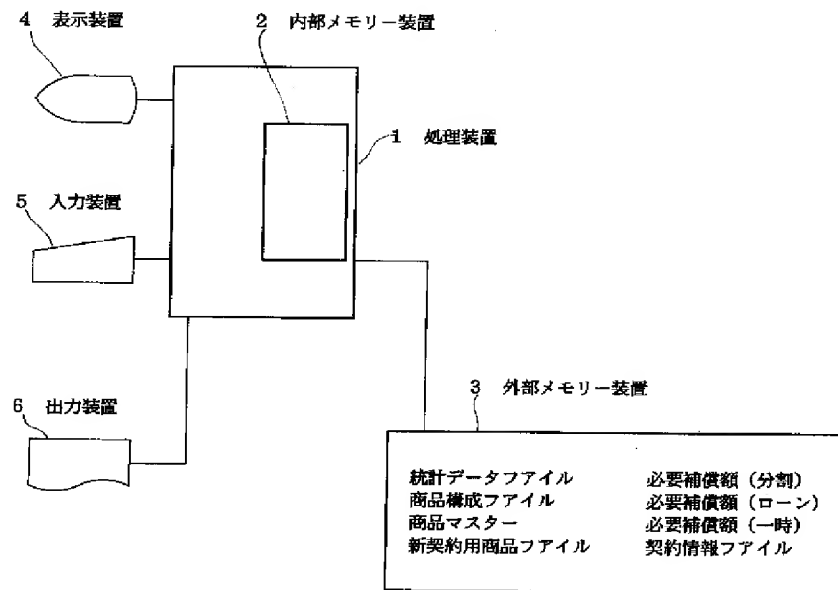 4 表示装置
2 内部メモリー装置
1 処理装置
5 入力装置
3 外部メモリー装置
6 出力装置
統計データファイル 必要補償額（分割）
商品構成ファイル 必要補償額（ローン）
商品マスター 必要補償額（一時）
新契約用商品フアイル 契約情報フアイル